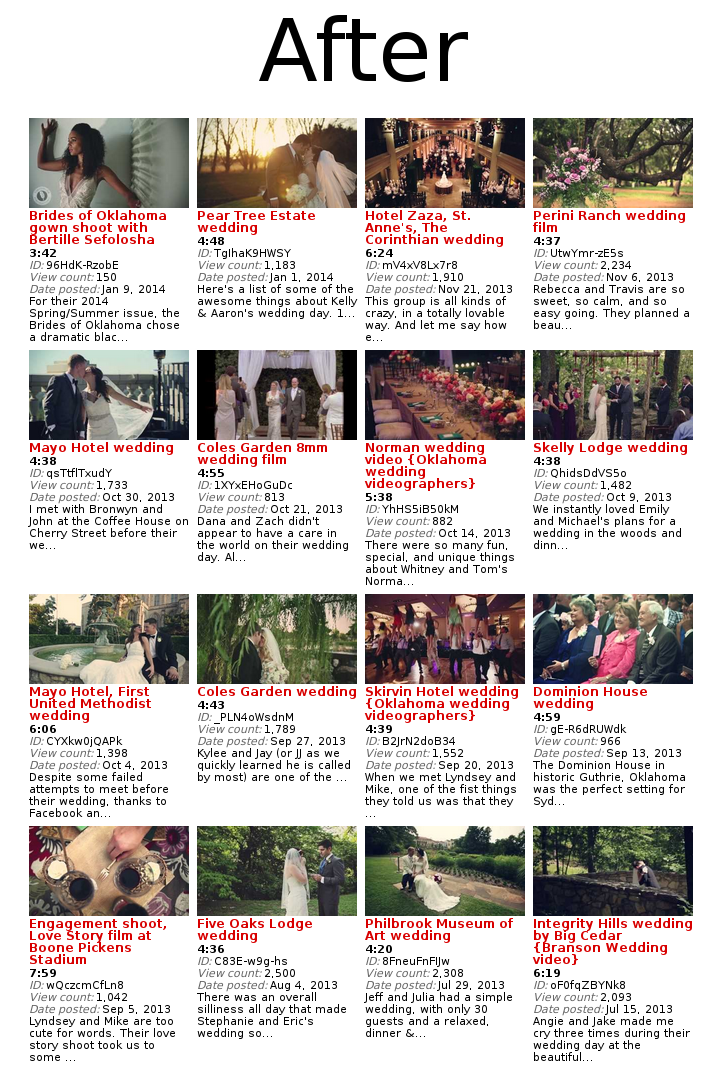 After
Brides of Oklahoma
gown shoot with
Bertille Sefolosha
3:42
ID: 96HdK-RzobE
View count: 150
Date posted: Jan 9, 2014
For their 2014
Spring/Summer issue, the
Brides of Oklahoma chose
a dramatic blac...
Pear Tree Estate
wedding
4:48
ID: TgIhaK9HWSY
View count: 1,183
Date posted: Jan 1, 2014
Here's a list of some of the
awesome things about Kelly
& Aaron's wedding day. 1...
Hotel Zaza, St.
Anne's, The
Corinthian wedding
6:24
ID: mV4xV8Lx7r8
View count: 1,910
Date posted: Nov 21, 2013
This group is all kinds of
crazy, in a totally lovable
way. And let me say how
e...
Perini Ranch wedding
film
4:37
ID: UtwYmr-zE5s
View count: 2,234
Date posted: Nov 6, 2013
Rebecca and Travis are so
sweet, so calm, and so
easy going. They planned a
beau...
Mayo Hotel wedding
4:38
ID: qsTtflTxudY
View count: 1,733
Date posted: Oct 30, 2013
I met with Bronwyn and
John at the Coffee House on
Cherry Street before their
we...
Coles Garden 8mm
wedding film
4:55
ID: 1XYxEHoGuDc
View count: 813
Date posted: Oct 21, 2013
Dana and Zach didn't
appear to have a care in
the world on their wedding
day. Al...
Norman wedding
video {Oklahoma
wedding
videographers}
5:38
ID: YhHS5iB50kM
View count: 882
Date posted: Oct 14, 2013
There were so many fun,
special, and unique things
about Whitney and Tom's
Norma...
Skelly Lodge wedding
4:38
ID: QhidsDdVS5o
View count: 1,482
Date posted: Oct 9, 2013
We instantly loved Emily
and Michael's plans for a
wedding in the woods and
dinn...
Mayo Hotel, First
United Methodist
wedding
6:06
ID: CYXkw0jQAPk
View count: 1,398
Date posted: Oct 4, 2013
Despite some failed
attempts to meet before
their wedding, thanks to
Facebook an...
Coles Garden wedding
4:43
ID: _PLN4oWsdnM
View count: 1,789
Date posted: Sep 27, 2013
Kylee and Jay (or JJ as we
quickly learned he is called
by most) are one of the ...
Skirvin Hotel wedding
{Oklahoma wedding
videographers}
4:39
ID: B2JrN2doB34
View count: 1,552
Date posted: Sep 20, 2013
When we met Lyndsey and
Mike, one of the fist things
they told us was that they
...
Dominion House
wedding
4:59
ID: gE-R6dRUWdk
View count: 966
Date posted: Sep 13, 2013
The Dominion House in
historic Guthrie, Oklahoma
was the perfect setting for
Syd...
Engagement shoot,
Love Story film at
Boone Pickens
Stadium
7:59
ID: wQczcmCfLn8
View count: 1,042
Date posted: Sep 5, 2013
Lyndsey and Mike are too
cute for words. Their love
story shoot took us to
some ...
Five Oaks Lodge
wedding
4:36
ID: C83E-w9g-hs
View count: 2,500
Date posted: Aug 4, 2013
There was an overall
silliness all day that made
Stephanie and Eric's
wedding so...
Philbrook Museum of
Art wedding
4:20
ID: 8FneuFnFIJw
View count: 2,308
Date posted: Jul 29, 2013
Jeff and Julia had a simple
wedding, with only 30
guests and a relaxed,
dinner &...
Integrity Hills wedding
by Big Cedar
{Branson Wedding
video}
6:19
ID: oF0fqZBYNk8
View count: 2,093
Date posted: Jul 15, 2013
Angie and Jake made me
cry three times during their
wedding day at the
beautiful...